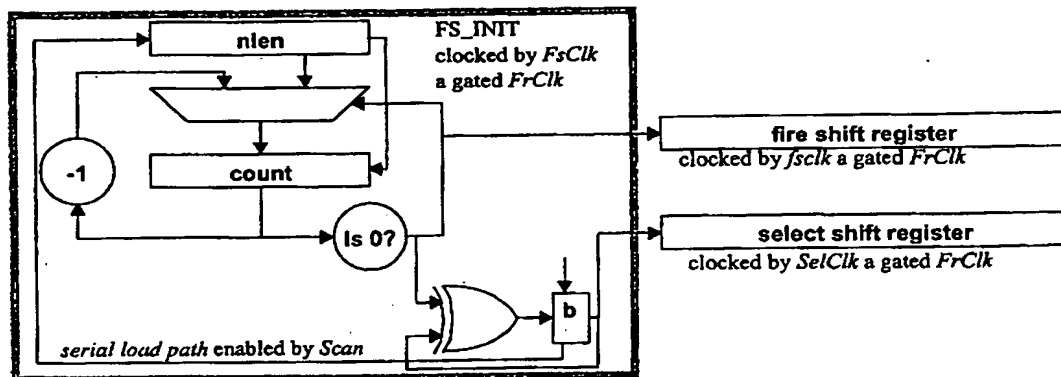 nlen
FS_INIT
clocked by FsClk
a gated FrClk
fire shift register
clocked by fsclk a gated FrClk
-1
count
Is 0?
select shift register
clocked by SelClk a gated FrClk
b
serial load path enabled by Scan